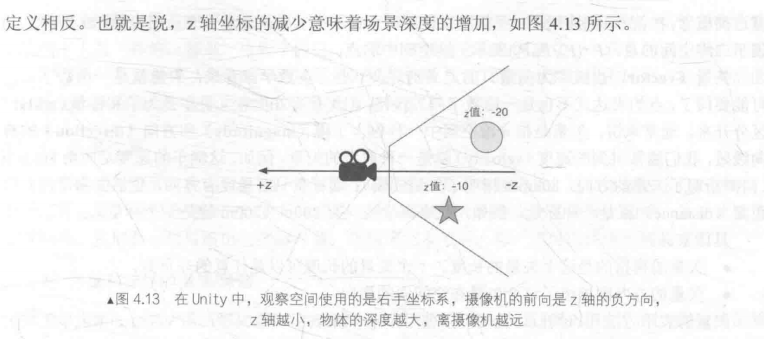 定义相反。也就是说，z轴坐标的减少意味着场景深度的增加，如图4.13所示。
z值：-20
+z
z值：-10
-z
▲图 4.13 在 Unity 中，观察空间使用的是右手坐标系，摄像机的前向是 z 轴的负方向，
z 轴越小，物体的深度越大，离摄像机越远